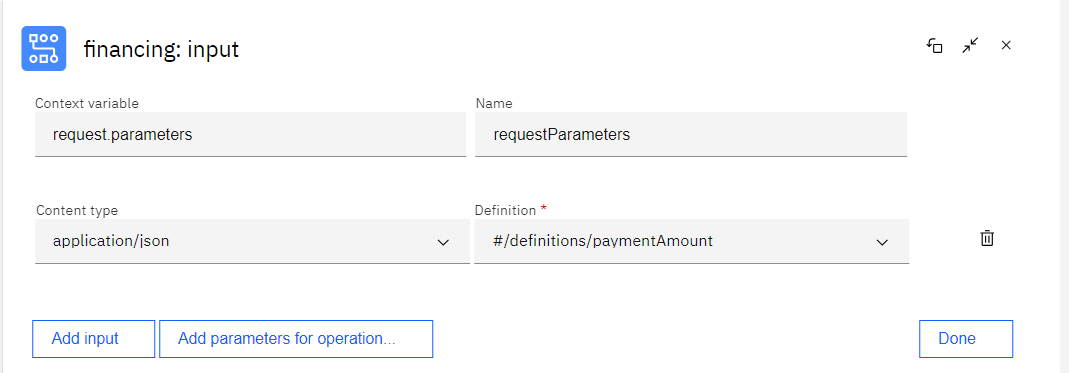 financing: input
Context variable
Name
request.parameters
requestParameters
Content type
Definition *
application/json
#/definitions/paymentAmount
Add input
Add parameters for operation...
Done